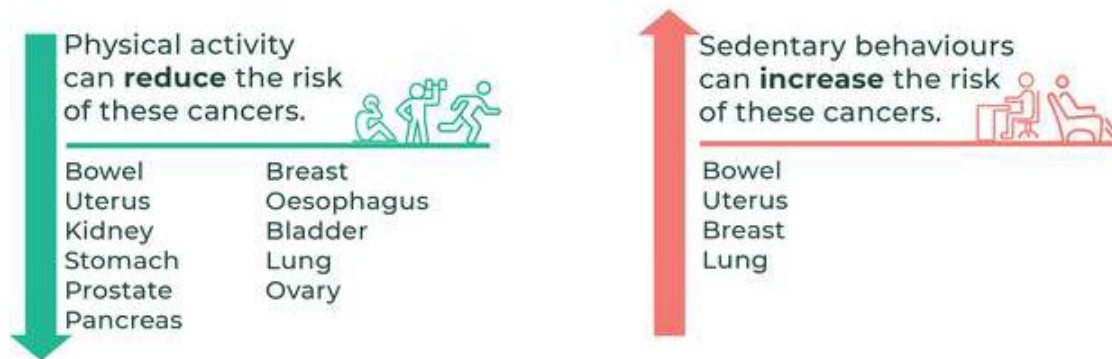 Physical activity
can reduce the risk
of these cancers.
Bowel
Uterus
Kidney
Stomach
Prostate
Pancreas
Breast
Oesophagus
Bladder
Lung
Ovary
Sedentary behaviours
can increase the risk
of these cancers.
Bowel
Uterus
Breast
Lung